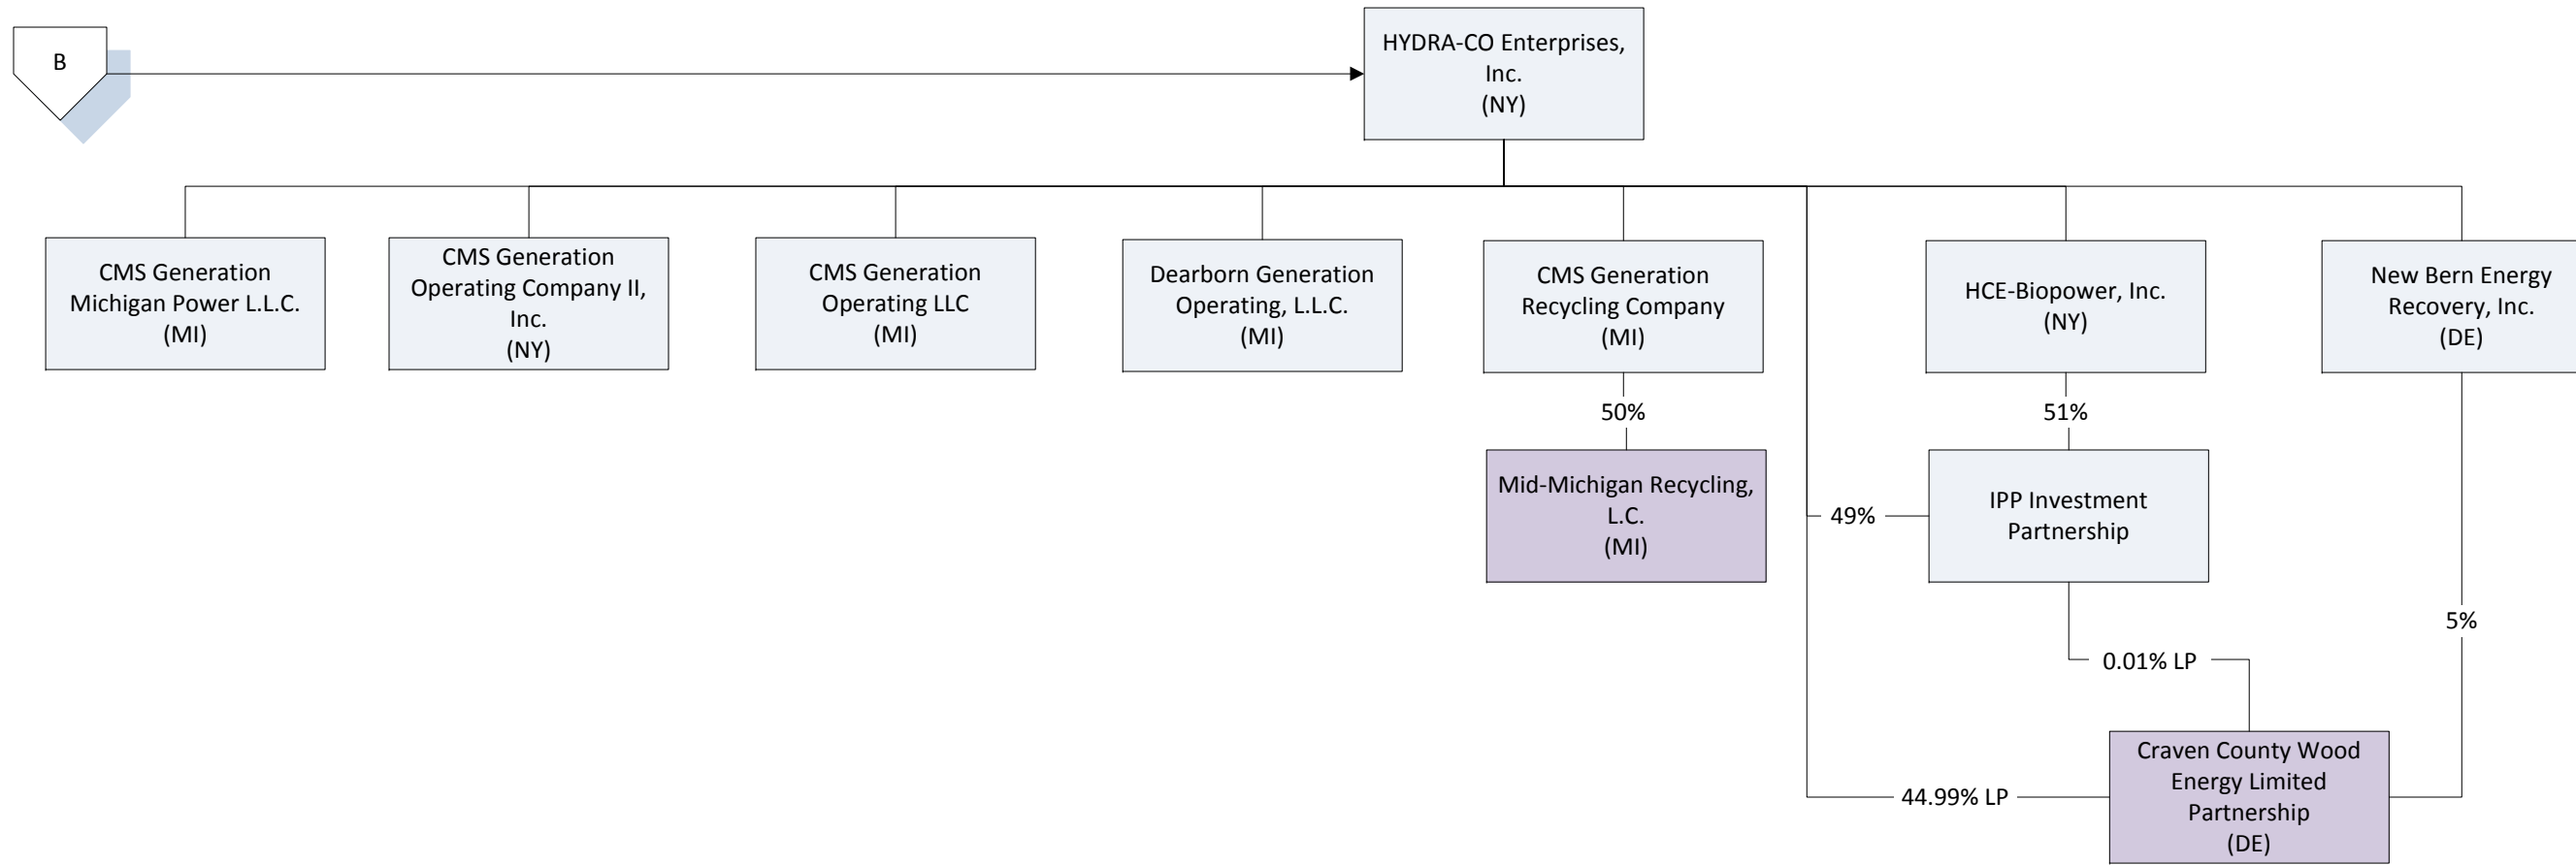 B
HYDRA-CO Enterprises,
Inc.
(NY)
CMS Generation
Michigan Power L.L.C.
(MI)
CMS Generation
Operating Company II,
Inc.
(NY)
CMS Generation
Operating LLC
(MI)
Dearborn Generation
Operating, L.L.C.
(MI)
CMS Generation
Recycling Company
(MI)
HCE-Biopower, Inc.
(NY)
New Bern Energy
Recovery, Inc.
(DE)
50%
51%
Mid-Michigan Recycling,
L.C.
(MI)
49%
IPP Investment
Partnership
5%
0.01% LP
44.99% LP
Craven County Wood
Energy Limited
Partnership
(DE)